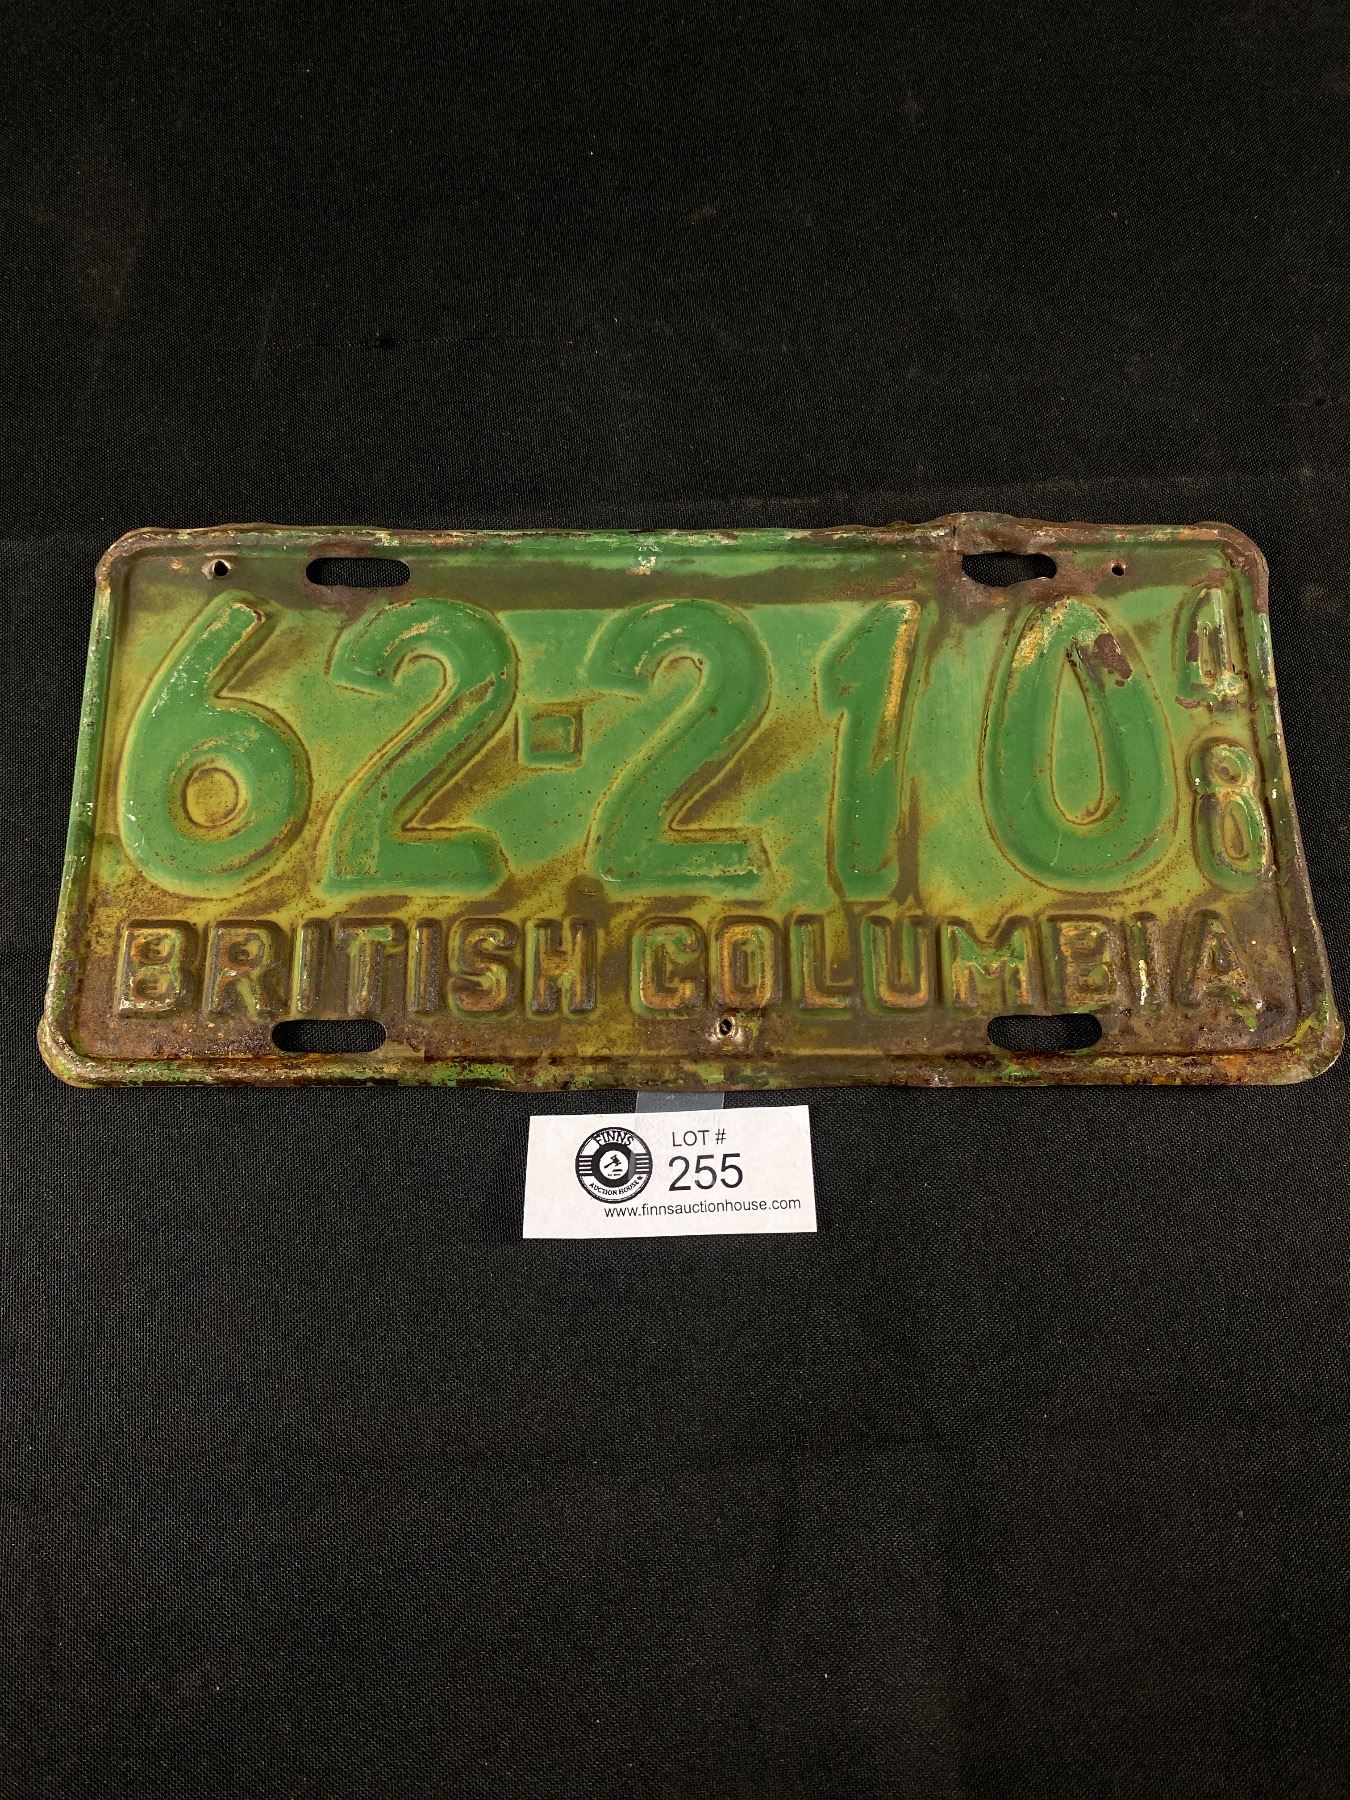 62-210 48
BRITISH COLUMBIA
FINNS
AUCTION HOUSE
LOT #
255
www.finnsauctionhouse.com